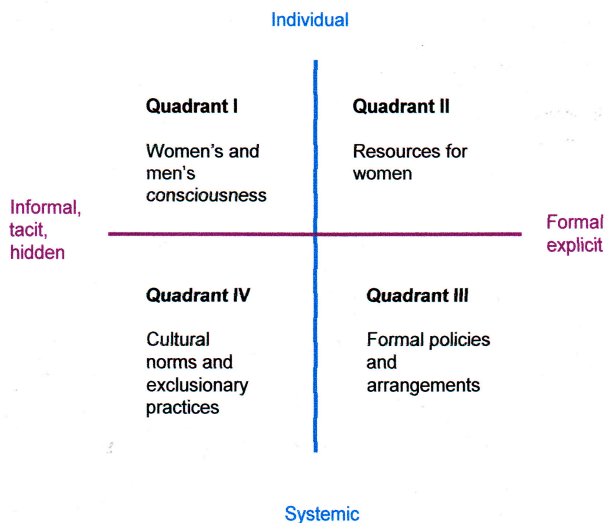 Individual
Quadrant I
Women's and
men's
consciousness
Quadrant II
Resources for
women
Informal,
tacit,
hidden
Formal
explicit
Quadrant IV
Cultural
norms and
exclusionary
practices
Quadrant III
Formal policies
and
arrangements
Systemic